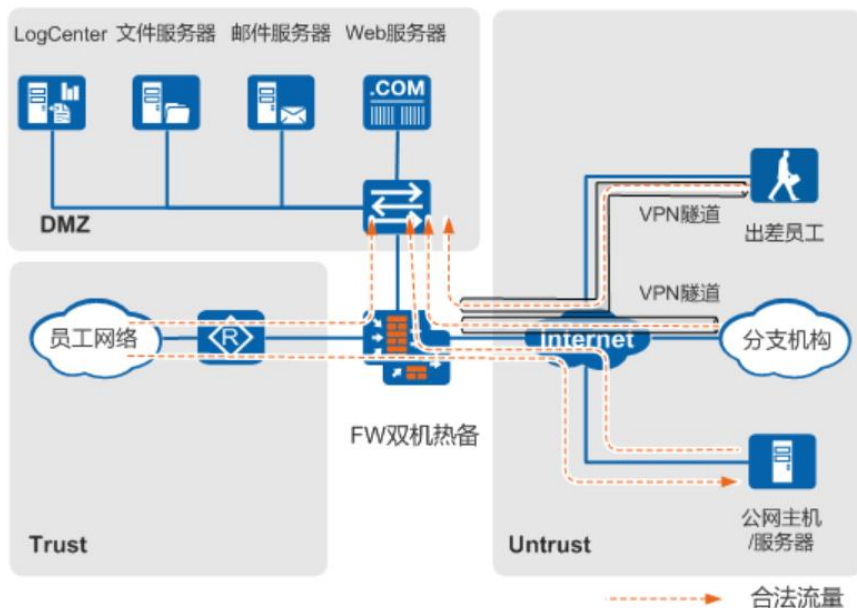 LogCenter 文件服务器 邮件服务器 Web服务器
.COM
DMZ
VPN隧道
出差员工
VPN隧道
员工网络
R
Internet
分支机构
FW双机热备
公网主机
/服务器
Trust
Untrust
合法流量